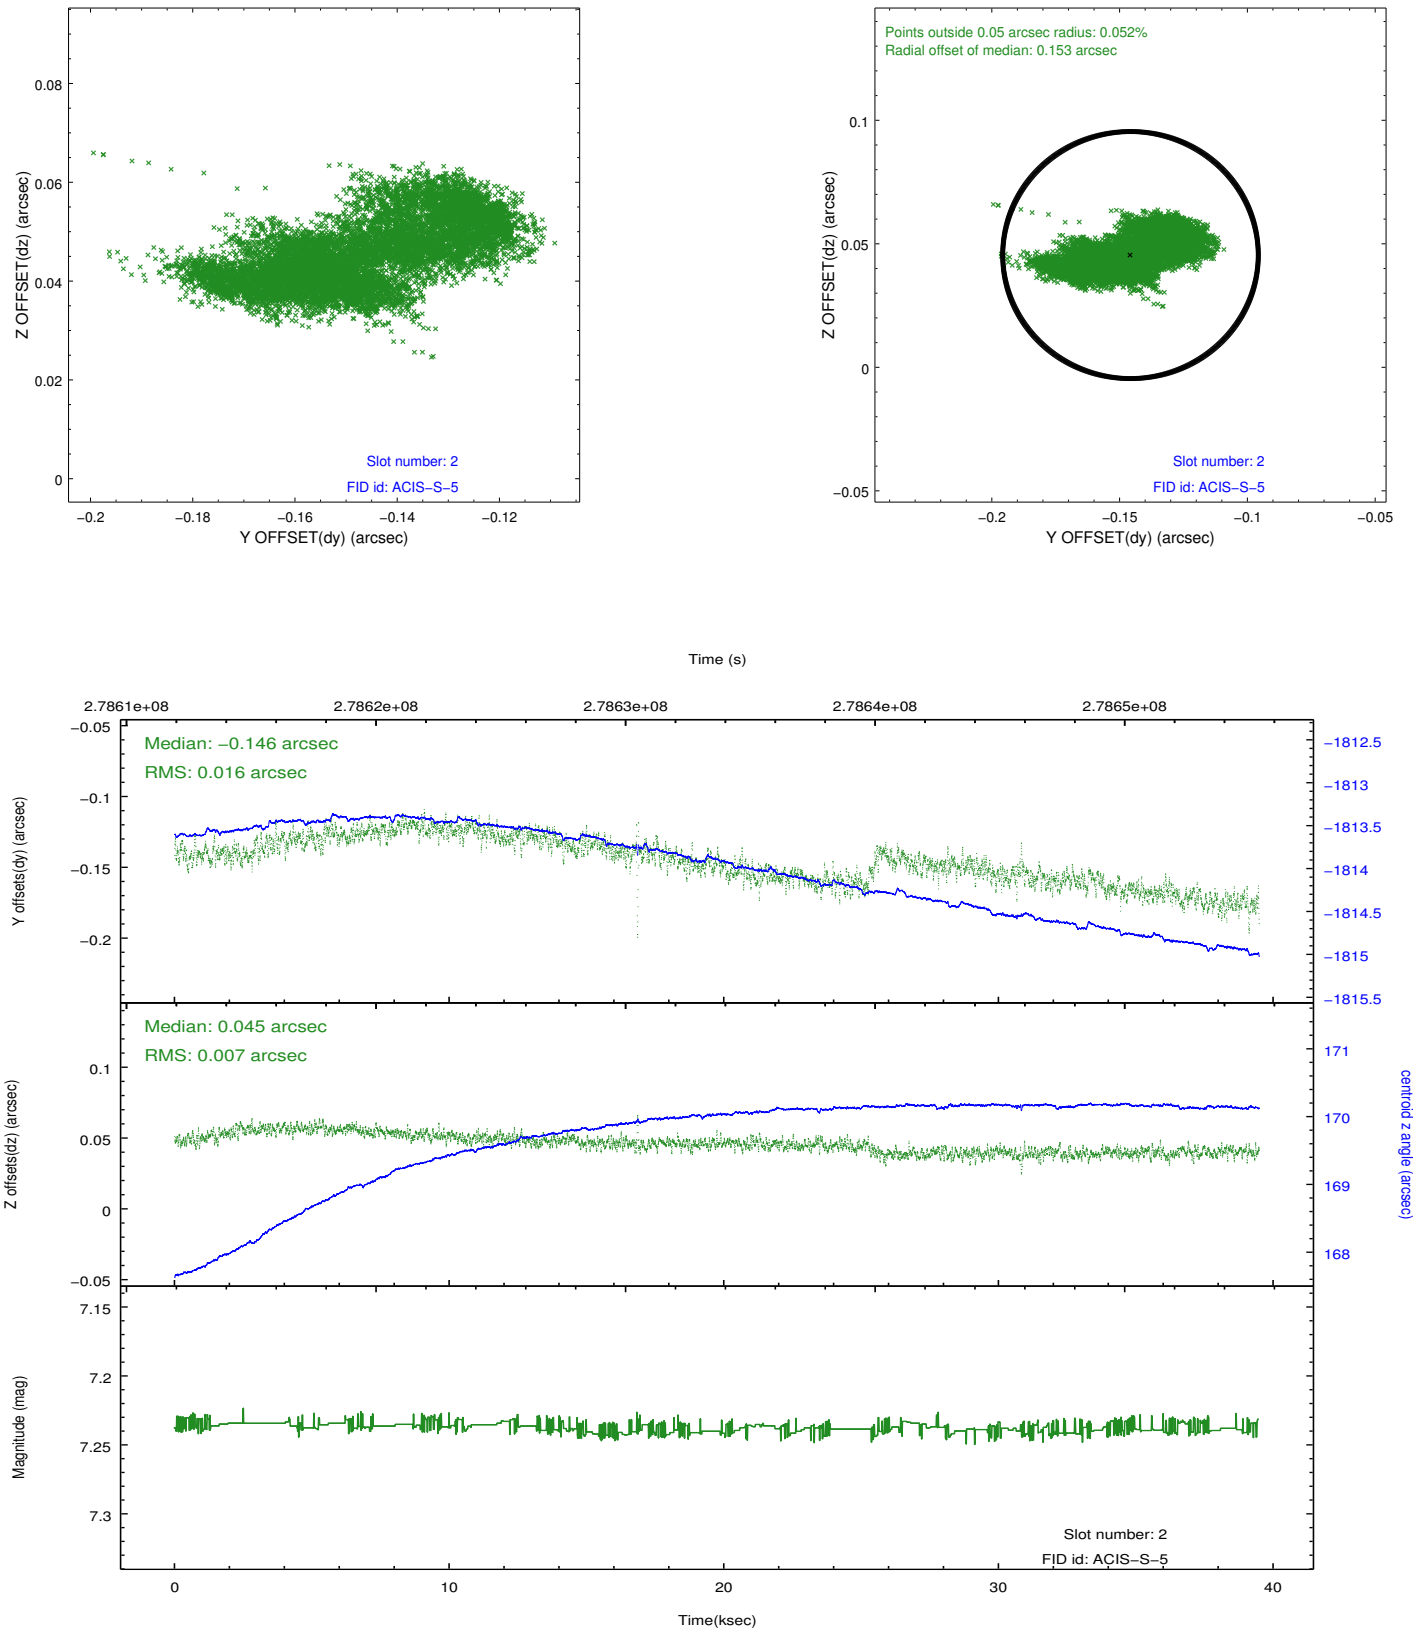 0.08
0.06
0.04
0.02
0
−0.2
−0.18
−0.16
−0.14
−0.12
Z OFFSET(dz) (arcsec)
Y OFFSET(dy) (arcsec)
Slot number: 2
FID id: ACIS−S−5
Points outside 0.05 arcsec radius: 0.052%
Radial offset of median: 0.153 arcsec
0.1
0.05
0
−0.05
−0.2
−0.15
−0.1
−0.05
Z OFFSET(dz) (arcsec)
Y OFFSET(dy) (arcsec)
Slot number: 2
FID id: ACIS−S−5
Time (s)
2.7861e+08
2.7862e+08
2.7863e+08
2.7864e+08
2.7865e+08
Median: −0.146 arcsec
RMS: 0.016 arcsec
−0.05
−0.1
−0.15
−0.2
Y offsets(dy) (arcsec)
−1812.5
−1813
−1813.5
−1814
−1814.5
−1815
−1815.5
Median: 0.045 arcsec
RMS: 0.007 arcsec
0.1
0.05
0
−0.05
Z offsets(dz) (arcsec)
171
170
169
168
centroid z angle (arcsec)
7.15
7.2
7.25
7.3
Magnitude (mag)
Slot number: 2
FID id: ACIS−S−5
0
10
20
30
40
Time(ksec)